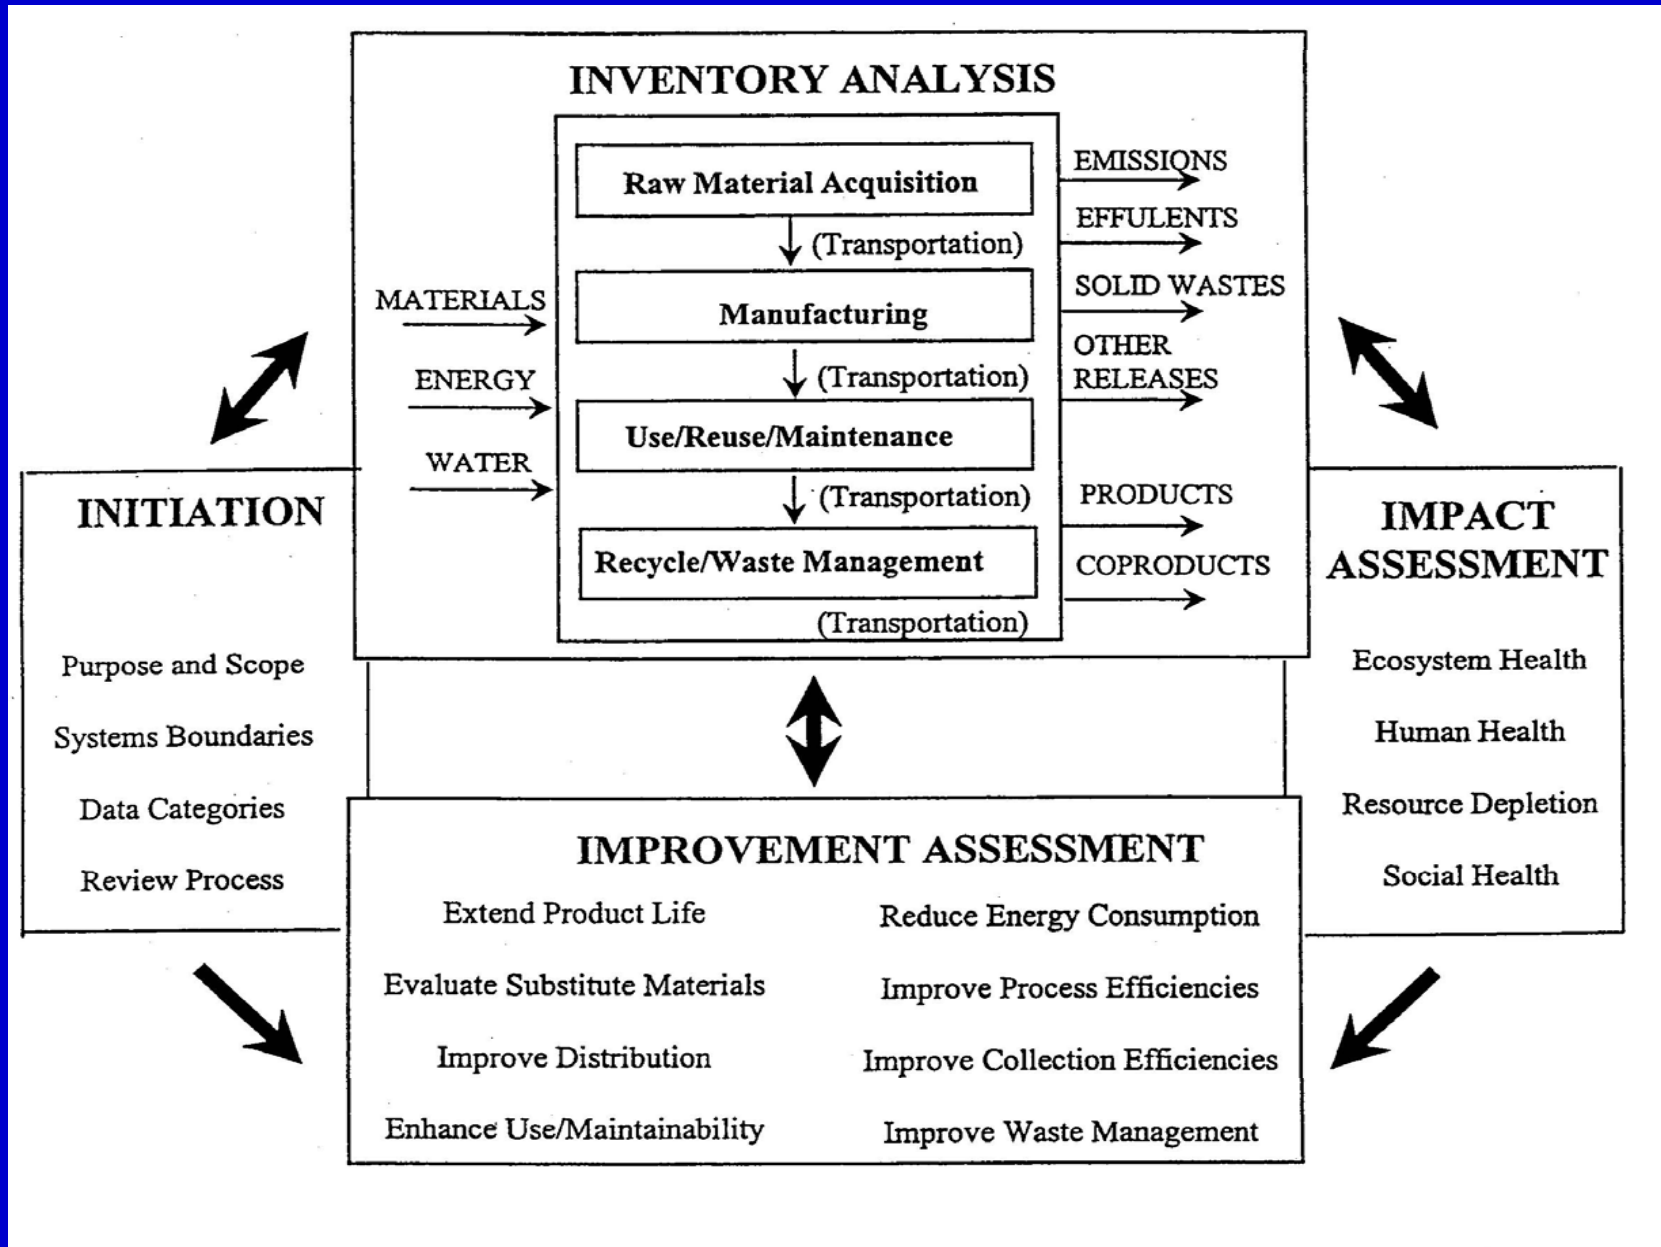 INVENTORY ANALYSIS
Raw Material Acquisition
(Transportation)
Manufacturing
(Transportation)
Use/Reuse/Maintenance
(Transportation)
Recycle/Waste Management
(Transportation)
MATERIALS
ENERGY
WATER
EMISSIONS
EFFULENTS
SOLID WASTES
OTHER
RELEASES
PRODUCTS
COPRODUCTS
INITIATION
Purpose and Scope
Systems Boundaries
Data Categories
Review Process
IMPACT
ASSESSMENT
Ecosystem Health
Human Health
Resource Depletion
Social Health
IMPROVEMENT ASSESSMENT
Extend Product Life
Evaluate Substitute Materials
Improve Distribution
Enhance Use/Maintainability
Reduce Energy Consumption
Improve Process Efficiencies
Improve Collection Efficiencies
Improve Waste Management